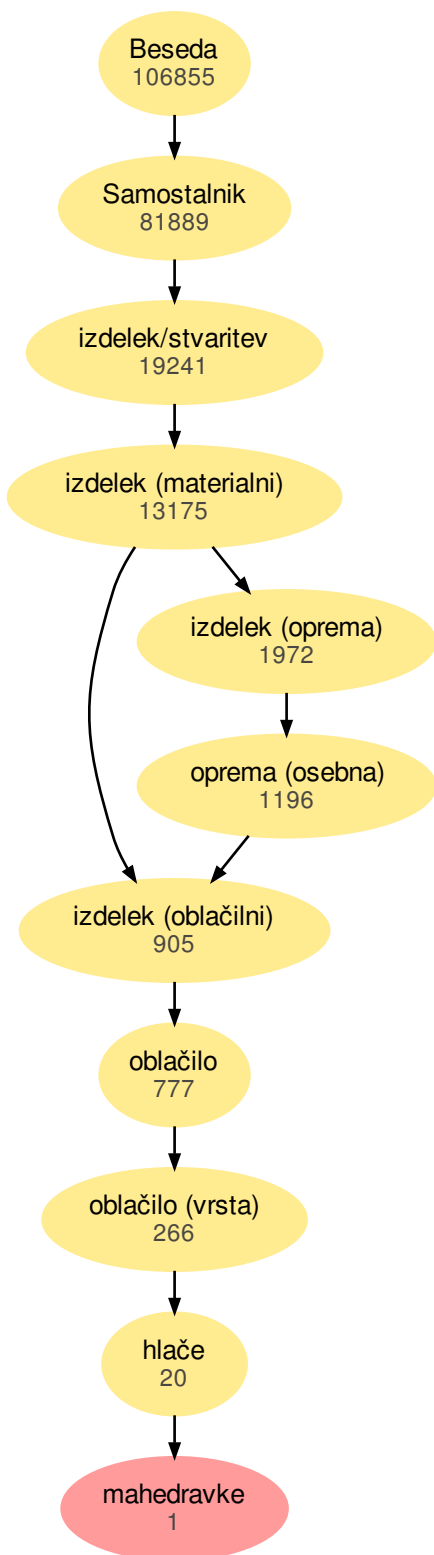 Beseda
106855
Samostalnik
81889
izdelek/stvaritev
19241
izdelek (materialni)
13175
izdelek (oprema)
1972
oprema (osebna)
1196
izdelek (oblačilni)
905
oblačilo
777
oblačilo (vrsta)
266
hlače
20
mahedravke
1